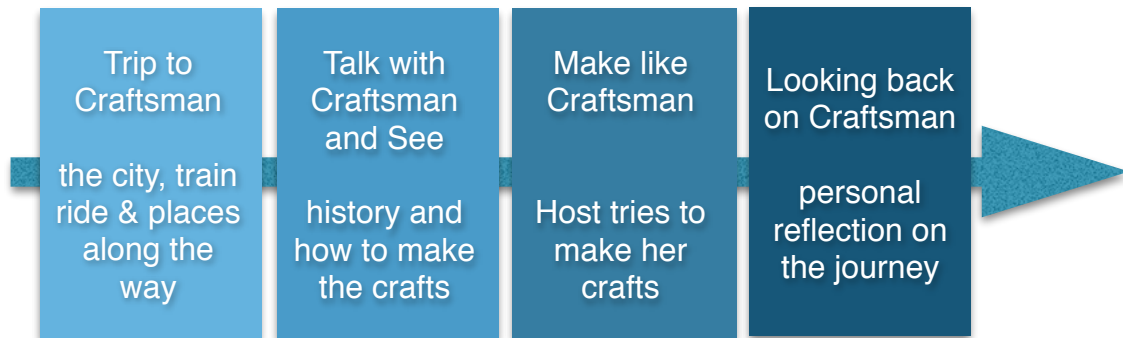 Trip to
Craftsman
the city, train
ride & places
along the
way
Talk with
Craftsman
and See
history and
how to make
the crafts
Make like
Craftsman
Host tries to
make her
crafts
Looking back
on Craftsman
personal
reflection on
the journey